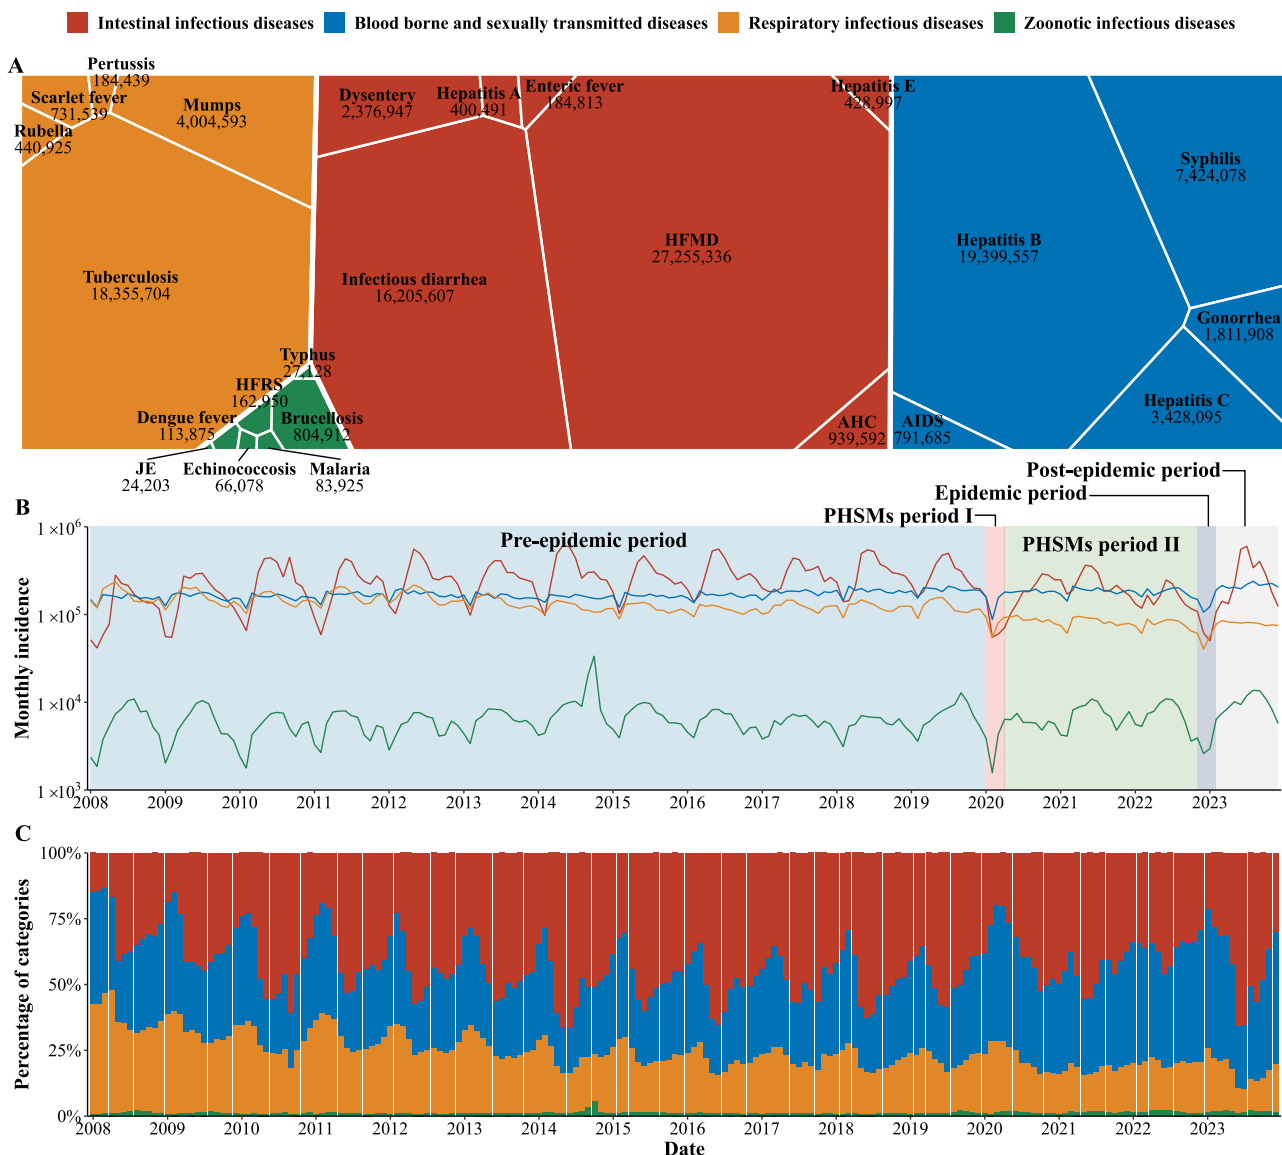 Intestinal infectious diseases Blood borne and sexually transmitted diseases Respiratory infectious diseases Zoonotic infectious diseases
A
Pertussis
184,439
Scarlet fever
731,539
Rubella
440,925
Mumps
4,004,593
Tuberculosis
18,355,704
Dysentery
2,376,947
Hepatitis A
400,491
Enteric fever
184,813
Hepatitis E
428,997
Infectious diarrhea
16,205,607
HFMD
27,255,336
AHC
939,592
Hepatitis B
19,399,557
Syphilis
7,424,078
Gonorrhea
1,811,908
Hepatitis C
3,428,095
AIDS
791,685
Typhus
27,128
HFRS
162,950
Dengue fever
113,875
Brucellosis
804,912
JE
24,203
Echinococcosis
66,078
Malaria
83,925
B
Post-epidemic period
Epidemic period
PHSMs period I
Pre-epidemic period
PHSMs period II
Monthly incidence
1 ×10⁶
1 ×10⁵
1 ×10⁴
1 ×10³
2008 2009 2010 2011 2012 2013 2014 2015 2016 2017 2018 2019 2020 2021 2022 2023
C
Percentage of categories
100%
75%
50%
25%
0%
2008 2009 2010 2011 2012 2013 2014 2015 2016 2017 2018 2019 2020 2021 2022 2023
Date